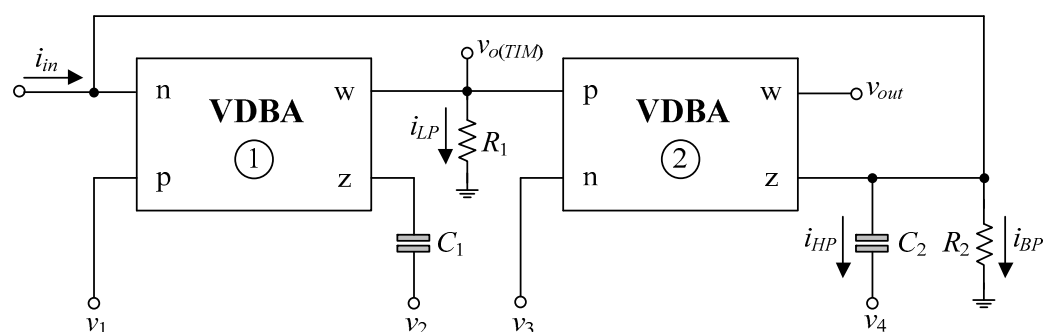 v_o(TIM)
i_in
n
VDBA
1
w
p
z
i_LP
R_1
p
VDBA
2
w
n
z
v_out
C_1
i_HP
C_2
R_2
i_BP
v_1
v_2
v_3
v_4